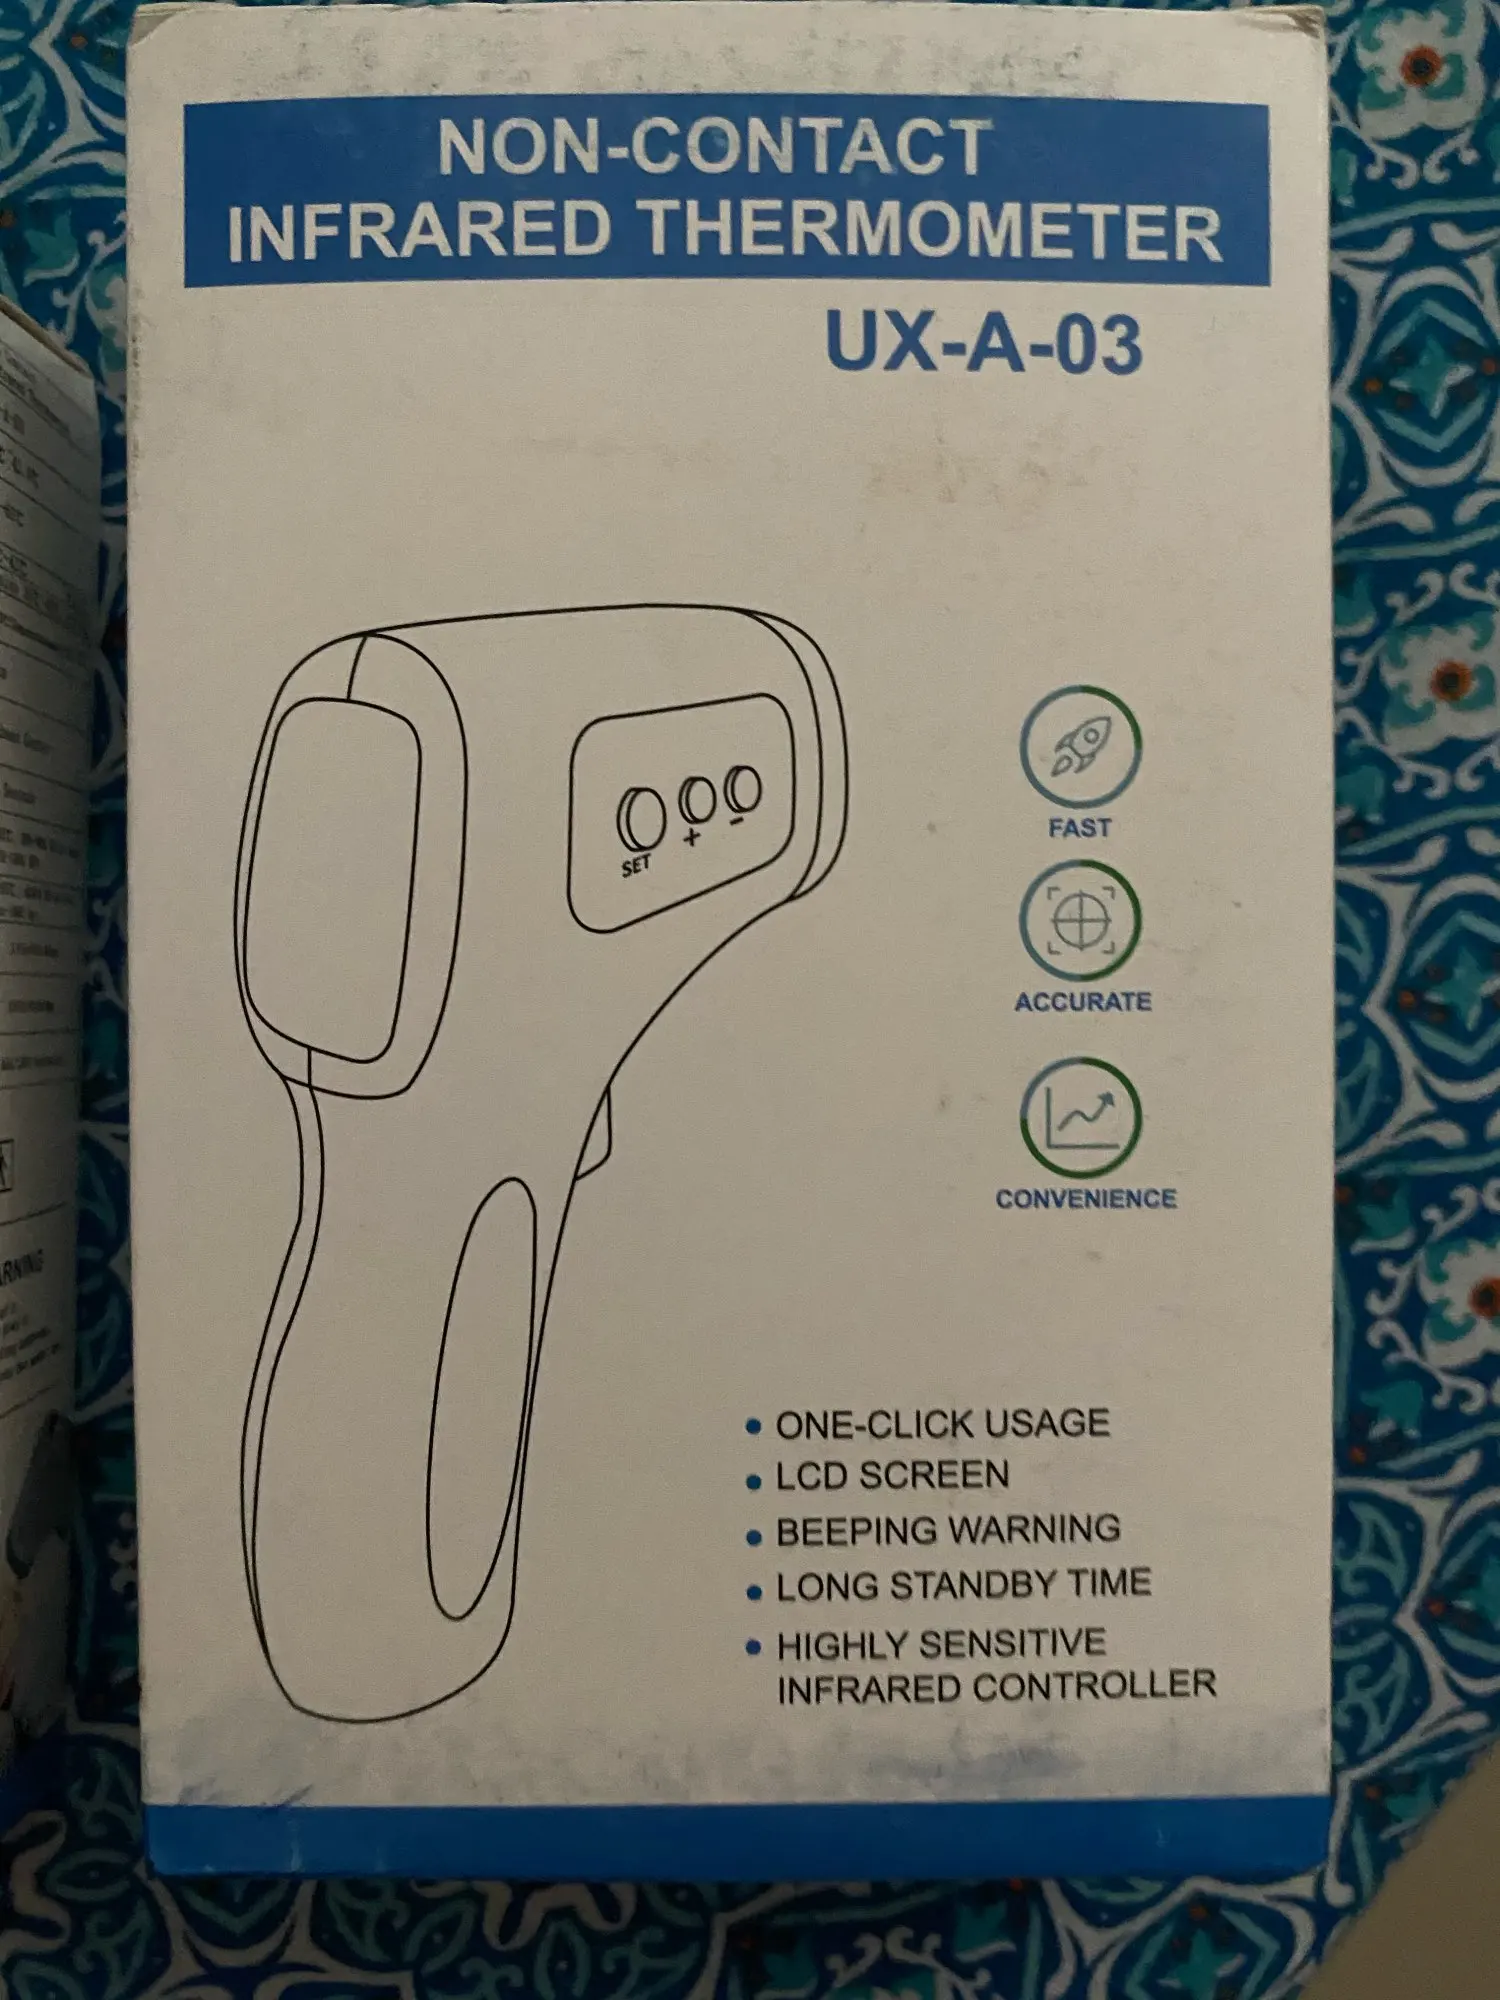 NON-CONTACT
INFRARED THERMOMETER
UX-A-03
SET
+
-
FAST
ACCURATE
CONVENIENCE
• ONE-CLICK USAGE
• LCD SCREEN
• BEEPING WARNING
• LONG STANDBY TIME
• HIGHLY SENSITIVE
INFRARED CONTROLLER